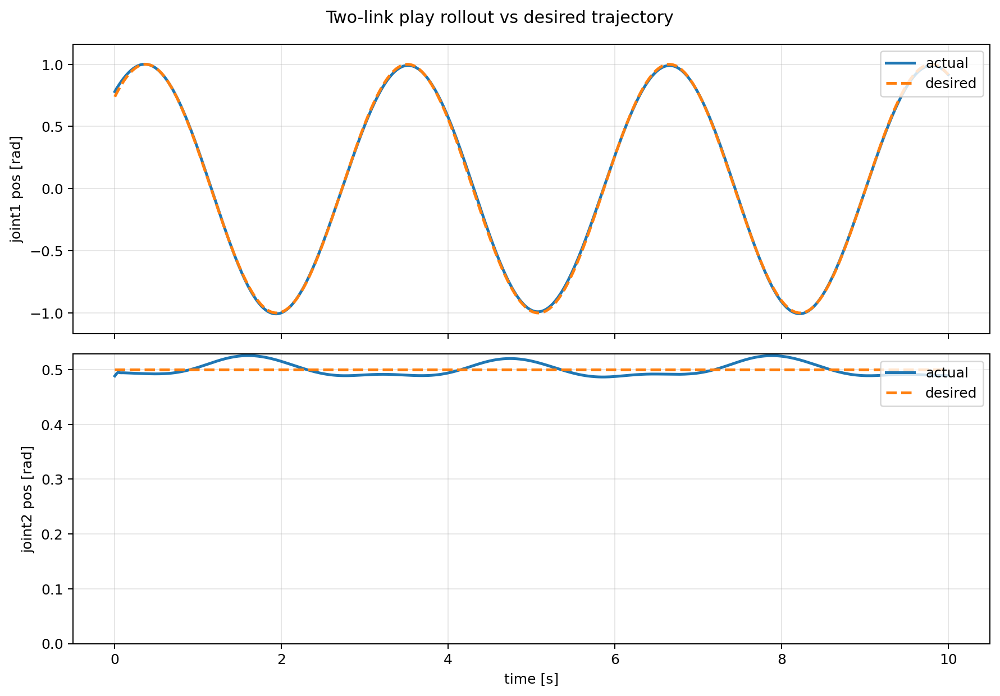 Two-link play rollout vs desired trajectory
joint1 pos [rad]
1.0
0.5
0.0
−0.5
−1.0
actual
desired
joint2 pos [rad]
0.5
0.4
0.3
0.2
0.1
0.0
actual
desired
0 2 4 6 8 10
time [s]